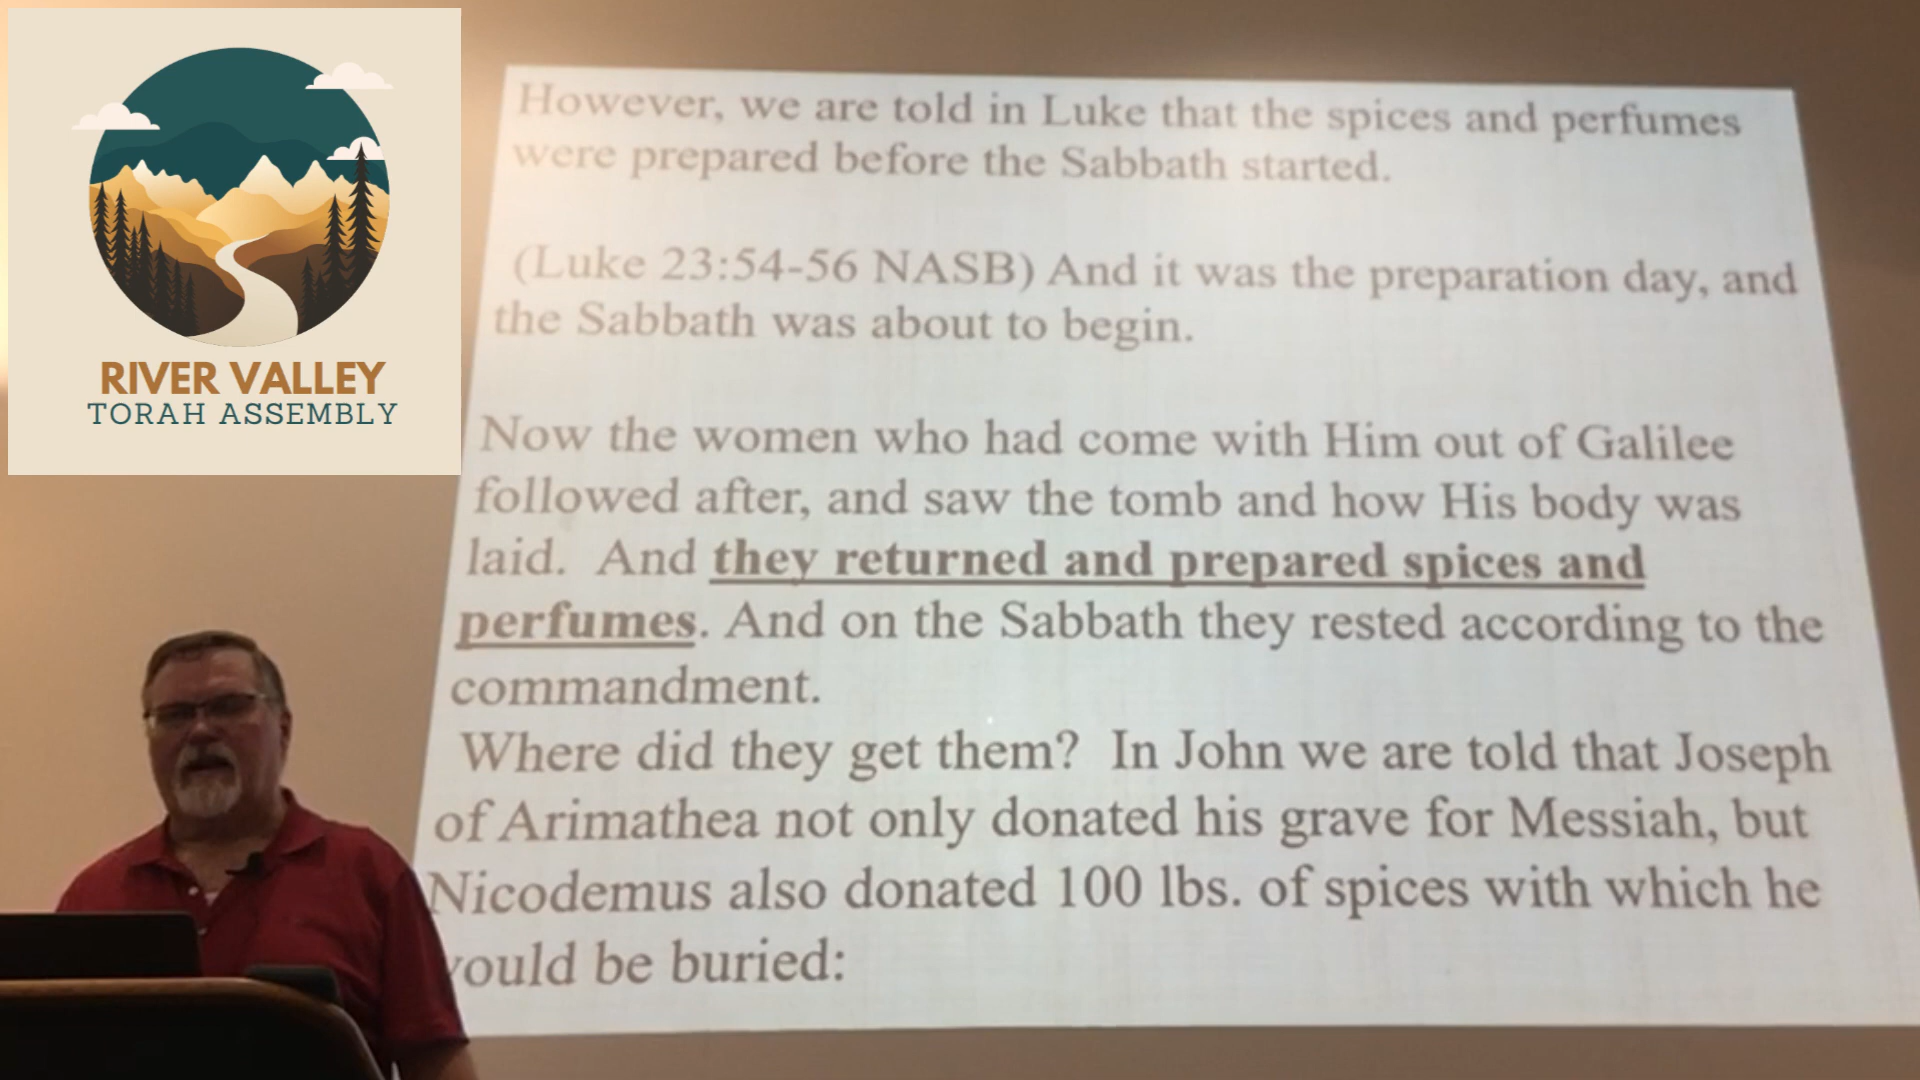 RIVER VALLEY
TORAH ASSEMBLY
However, we are told in Luke that the spices and perfumes
were prepared before the Sabbath started.
(Luke 23:54-56 NASB) And it was the preparation day, and
the Sabbath was about to begin.
Now the women who had come with Him out of Galilee
followed after, and saw the tomb and how His body was
laid. And they returned and prepared spices and
perfumes. And on the Sabbath they rested according to the
commandment.
Where did they get them? In John we are told that Joseph
of Arimathea not only donated his grave for Messiah, but
Nicodemus also donated 100 lbs. of spices with which he
ould be buried: